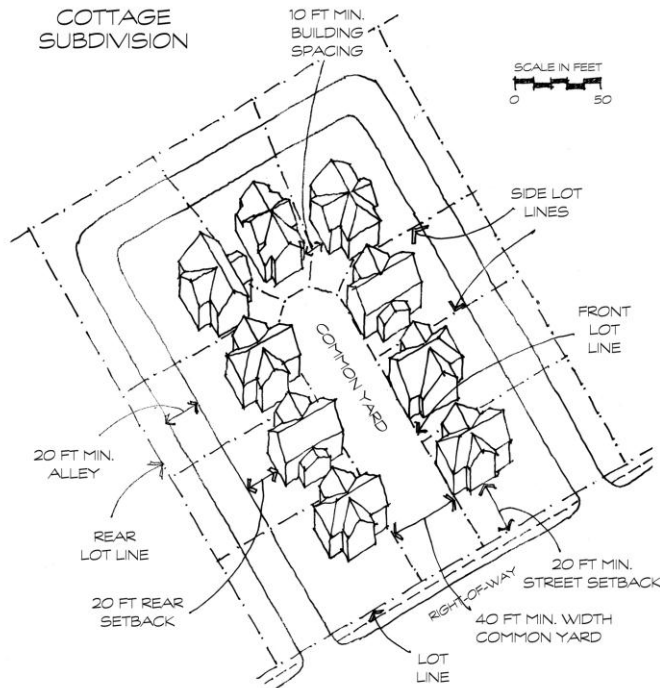 COTTAGE
SUBDIVISION
10 FT MIN.
BUILDING
SPACING
SCALE IN FEET
0 50
SIDE LOT
LINES
FRONT
LOT
LINE
COMMON YARD
20 FT MIN.
ALLEY
REAR
LOT LINE
20 FT REAR
SETBACK
RIGHT-OF-WAY
20 FT MIN.
STREET SETBACK
40 FT MIN. WIDTH
COMMON YARD
LOT
LINE